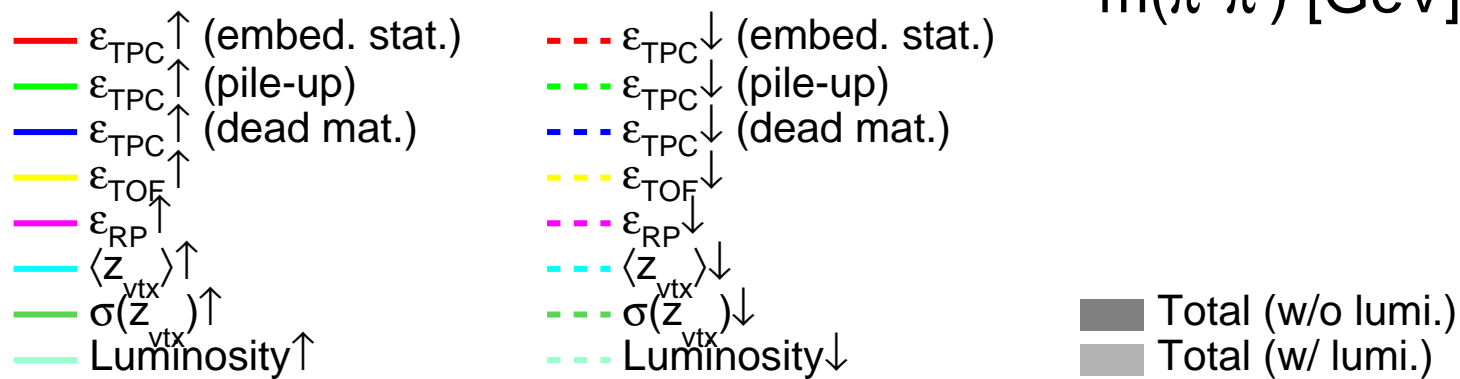 m(π π) [GeV]
ε_TPC↑ (embed. stat.) ε_TPC↓ (embed. stat.)
ε_TPC↑ (pile-up) ε_TPC↓ (pile-up)
ε_TPC↑ (dead mat.) ε_TPC↓ (dead mat.)
ε_TOF↑ ε_TOF↓
ε_RP↑ ε_RP↓
⟨z_vtx⟩↑ ⟨z_vtx⟩↓
σ(z_vtx)↑ σ(z_vtx)↓ Total (w/o lumi.)
Luminosity↑ Luminosity↓ Total (w/ lumi.)